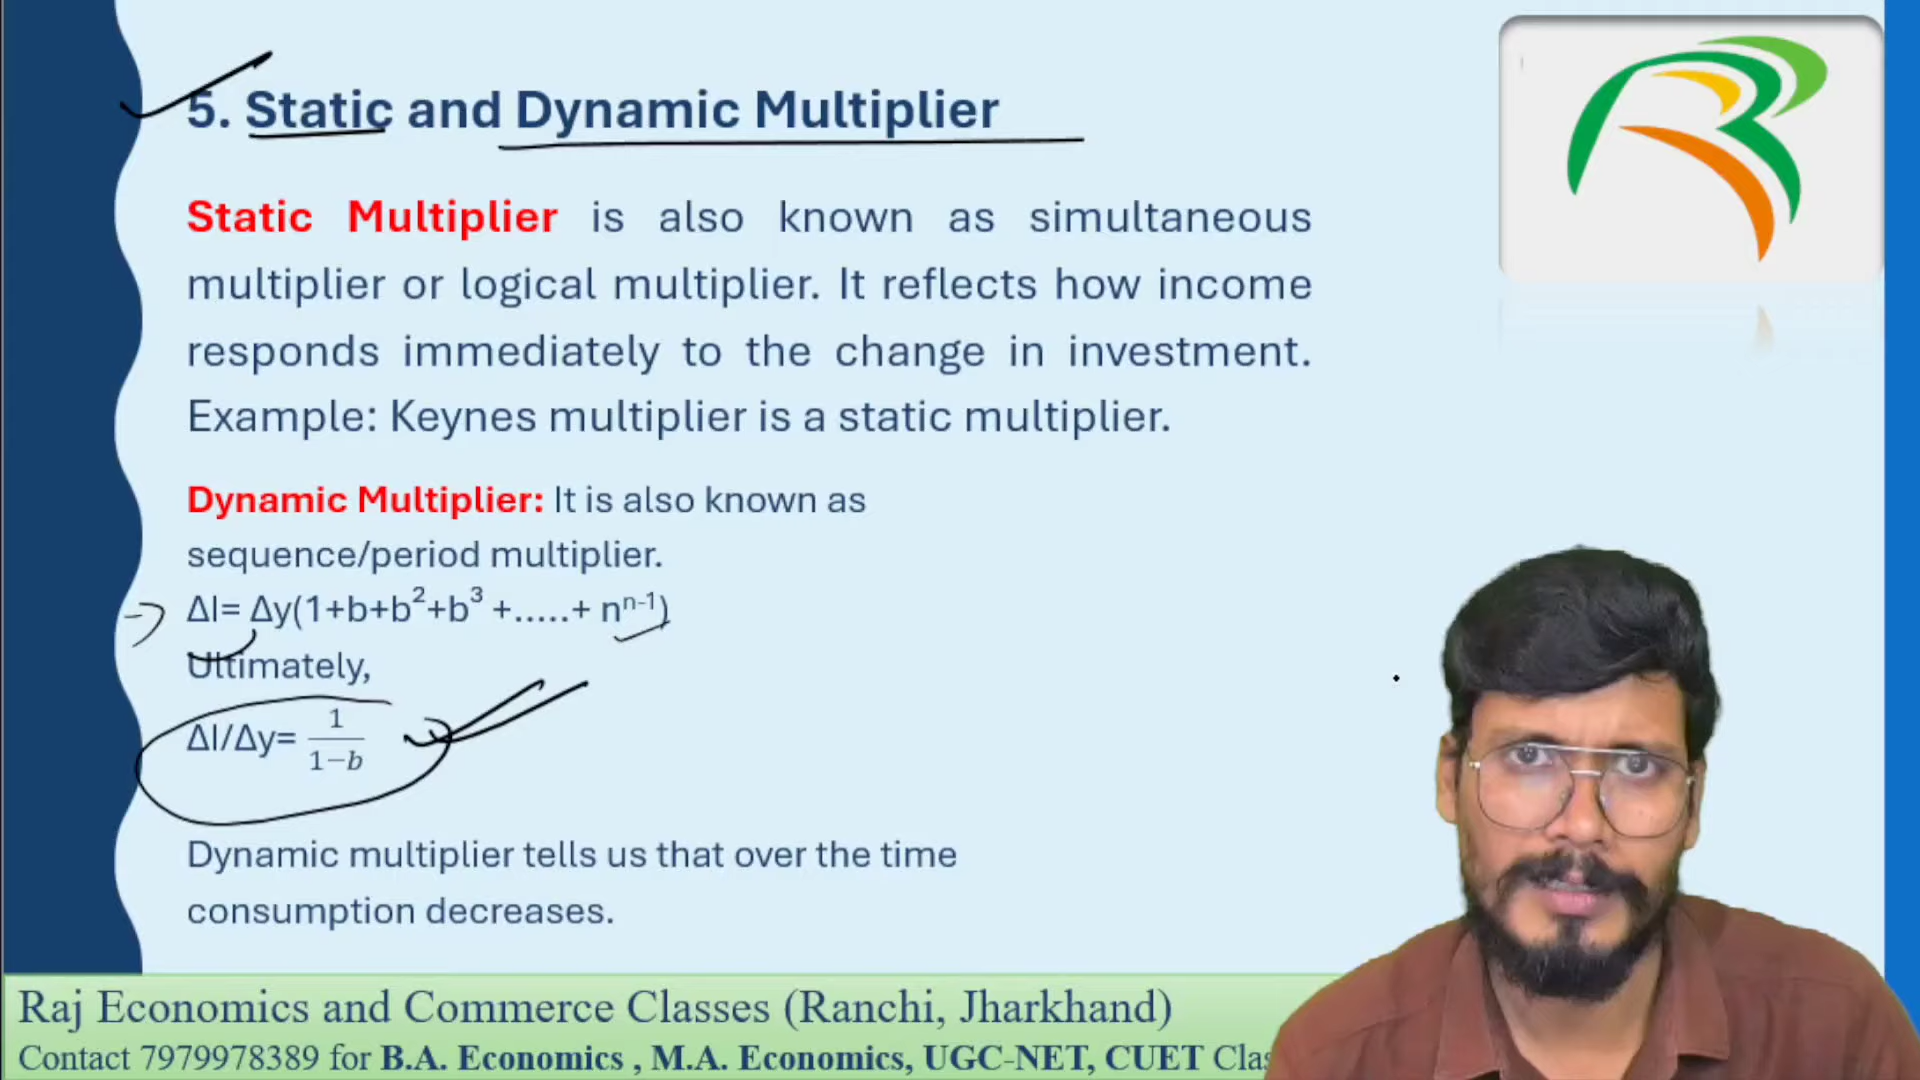 5. Static and Dynamic Multiplier
Static Multiplier is also known as simultaneous
multiplier or logical multiplier. It reflects how income
responds immediately to the change in investment.
Example: Keynes multiplier is a static multiplier.
Dynamic Multiplier: It is also known as
sequence/period multiplier.
ΔI= Δy(1+b+b²+b³ +.....+ nⁿ⁻¹)
Ultimately,
ΔI/Δy= 1/1−b
Dynamic multiplier tells us that over the time
consumption decreases.
Raj Economics and Commerce Classes (Ranchi, Jharkhand)
Contact 7979978389 for B.A. Economics , M.A. Economics, UGC-NET, CUET Clas